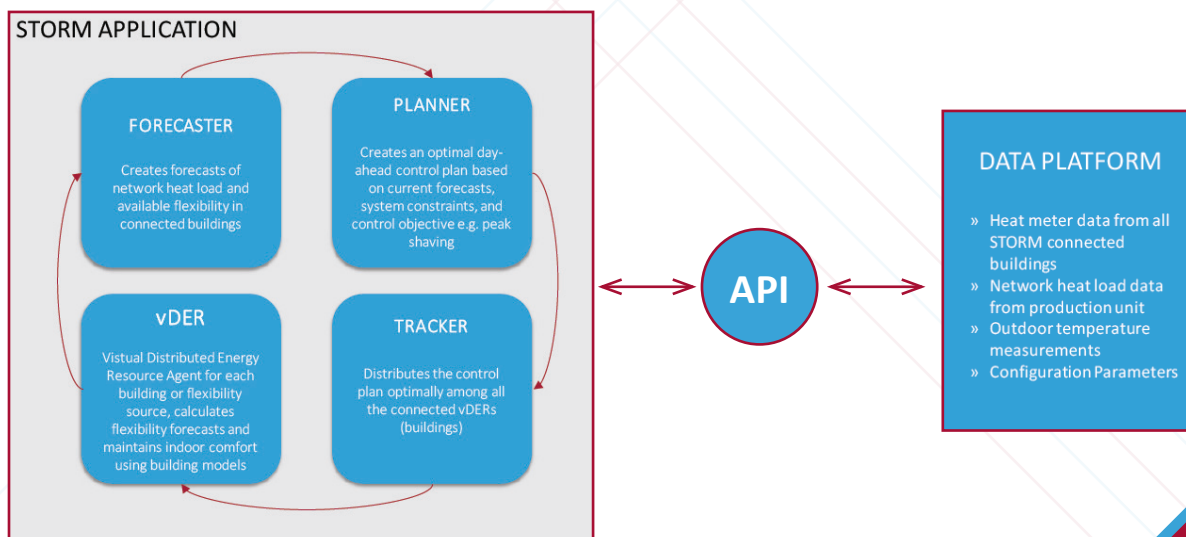 STORM APPLICATION
FORECASTER
Creates forecasts of
network heat load and
available flexibility in
connected buildings
PLANNER
Creates an optimal day-
ahead control plan based
on current forecasts,
system constraints, and
control objective e.g. peak
shaving
vDER
Vistual Distributed Energy
Resource Agent for each
building or flexibility
source, calculates
flexibility forecasts and
maintains indoor comfort
using building models
TRACKER
Distributes the control
plan optimally among all
the connected vDERs
(buildings)
API
DATA PLATFORM
» Heat meter data from all
STORM connected
buildings
» Network heat load data
from production unit
» Outdoor temperature
measurements
» Configuration Parameters